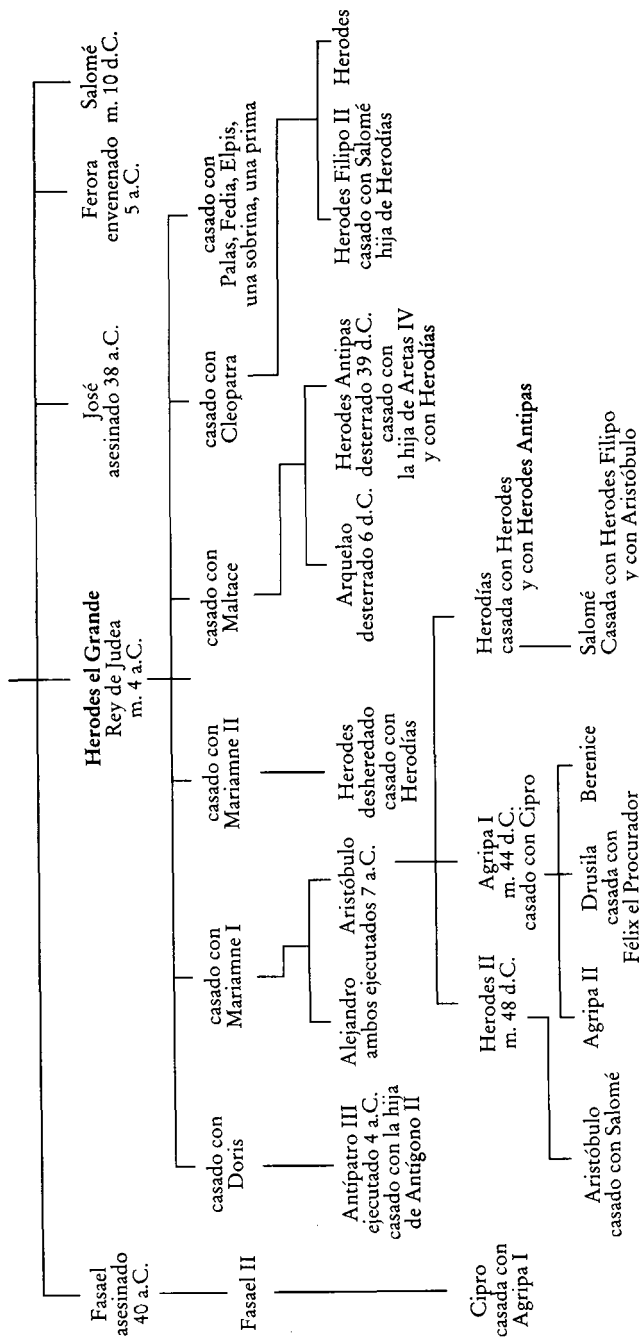 Fasael
asesinado
40 a.C.
Herodes el Grande
Rey de Judea
m. 4 a.C.
José
asesinado 38 a.C.
Ferora
envenenado
5 a.C.
Salomé
m. 10 d.C.
Fasael II
casado con
Doris
casado con
Mariamne I
casado con
Mariamne II
casado con
Maltace
casado con
Cleopatra
casado con
Palas, Fedia, Elpis,
una sobrina, una prima
Antípatro III
ejecutado 4 a.C.
casado con la hija
de Antígono II
Alejandro
Aristóbulo
ambos ejecutados 7 a.C.
Herodes
desheredado
casado con
Herodías
Arquelao
desterrado 6 d.C.
Herodes Antipas
desterrado 39 d.C.
casado con
la hija de Aretas IV
y con Herodías
Herodes Filipo II
casado con Salomé
hija de Herodías
Herodes
Cipro
casada con
Agripa I
Herodes II
m. 48 d.C.
Agripa I
m. 44 d.C.
casado con Cipro
Herodías
casada con Herodes
y con Herodes Antipas
Aristóbulo
casado con Salomé
Agripa II
Drusila
casada con
Félix el Procurador
Berenice
Salomé
Casada con Herodes Filipo
y con Aristóbulo